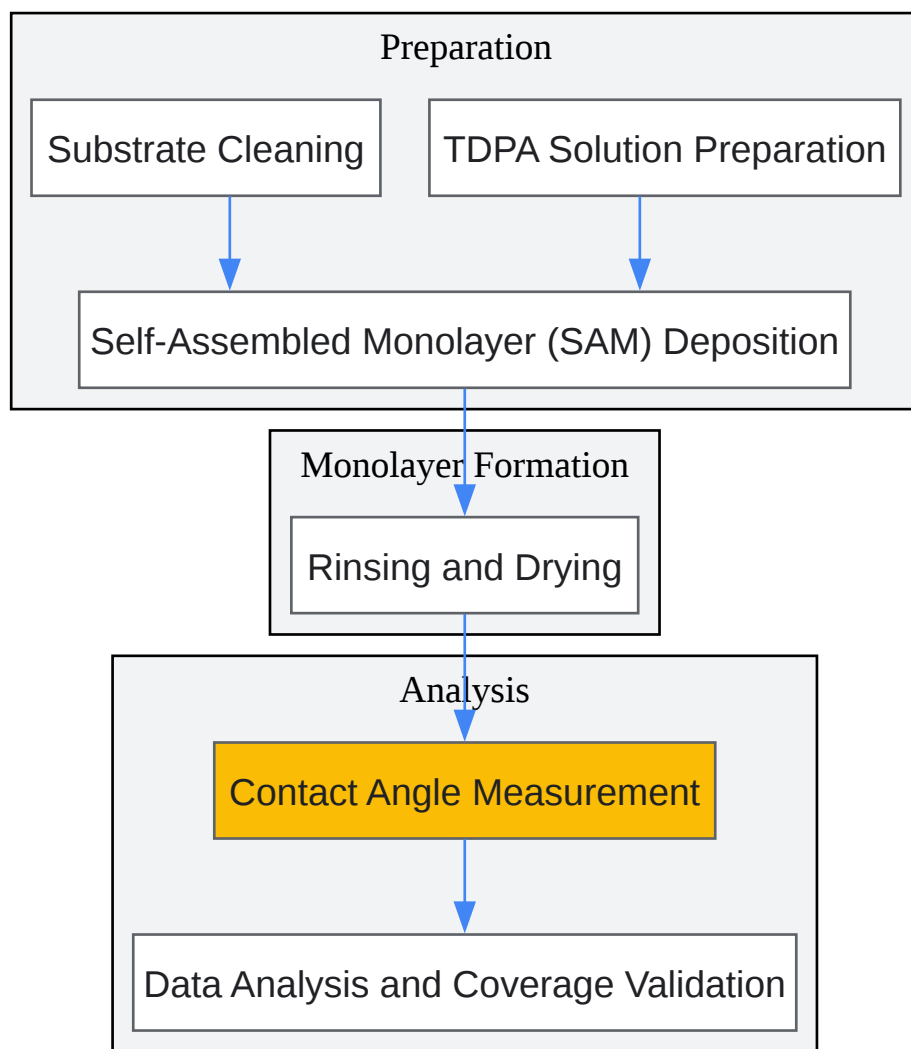 Preparation
Substrate Cleaning
TDPA Solution Preparation
Self-Assembled Monolayer (SAM) Deposition
Monolayer Formation
Rinsing and Drying
Analysis
Contact Angle Measurement
Data Analysis and Coverage Validation